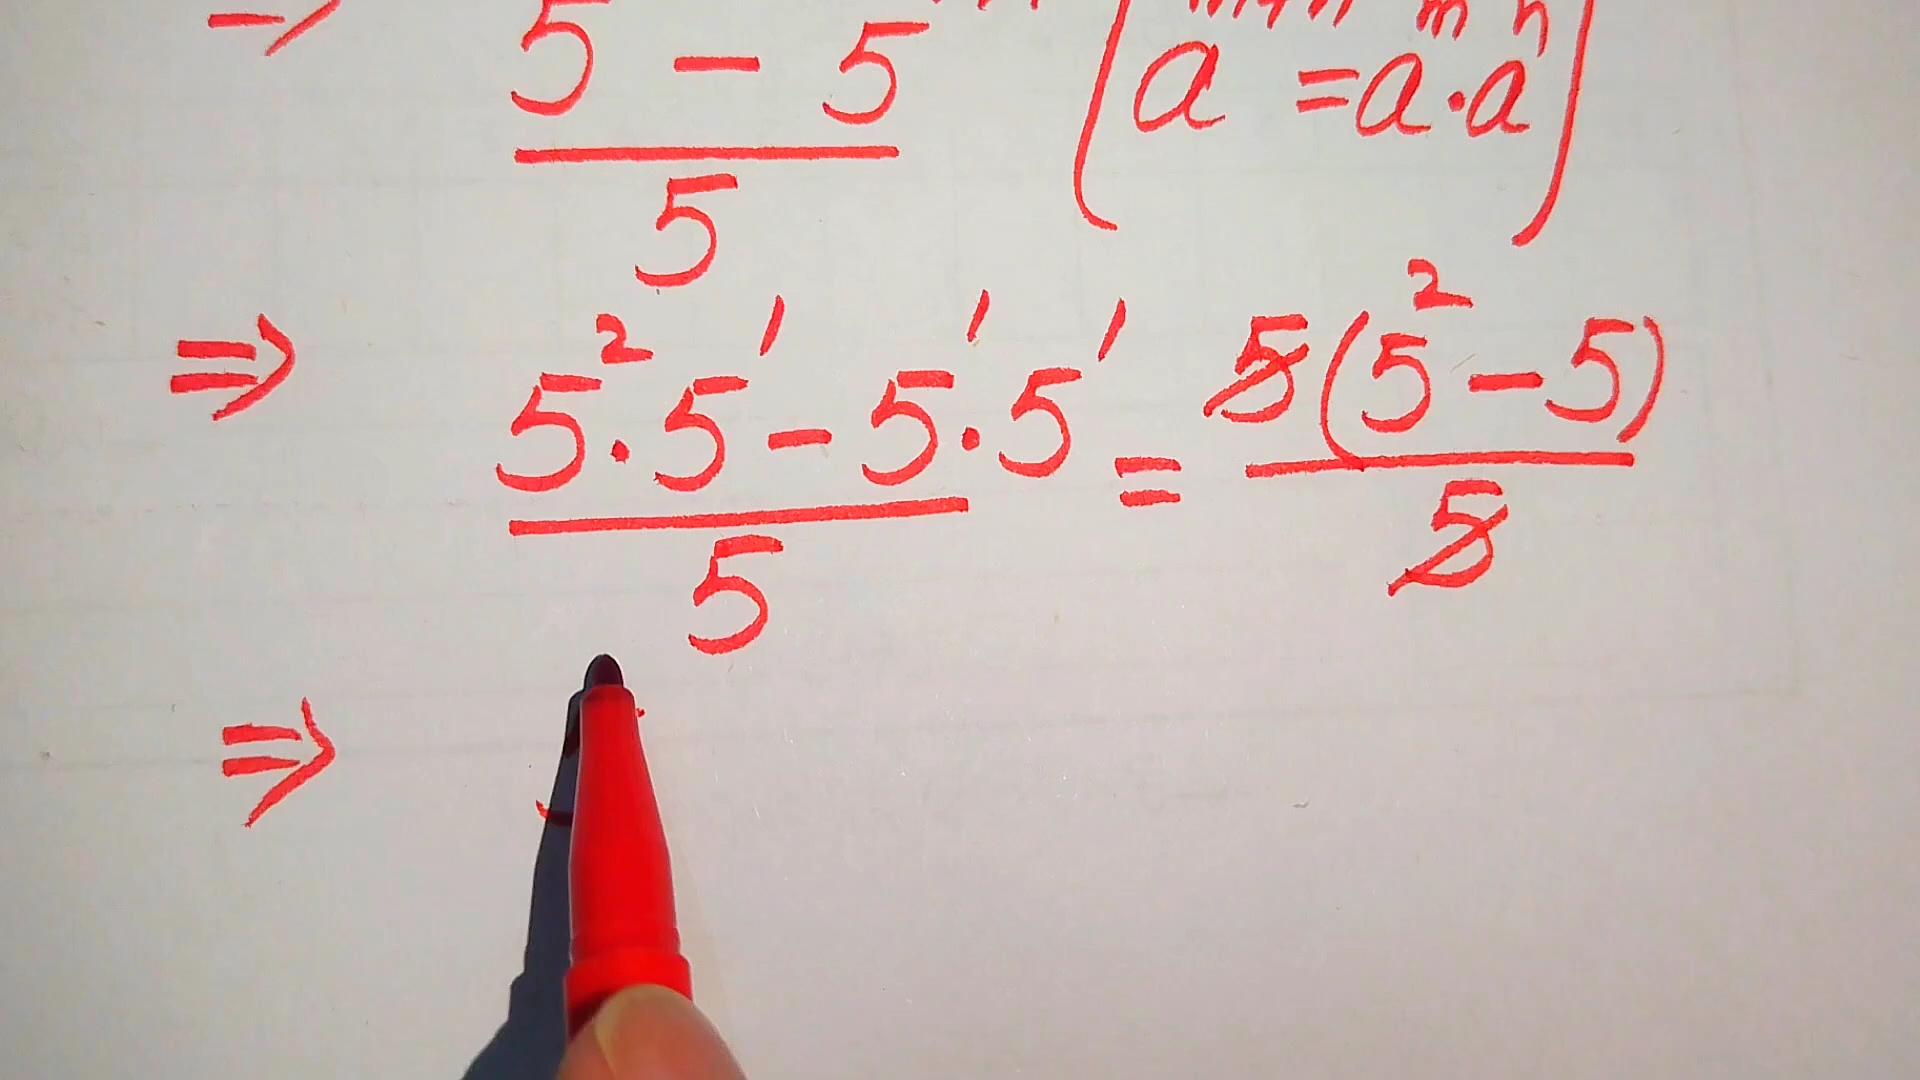 ⇒ 5 - 5 (a^{m+n} = a^m · a^n)
5
⇒ 5² · 5¹ - 5¹ · 5¹ = 5(5² - 5)
5 5
⇒